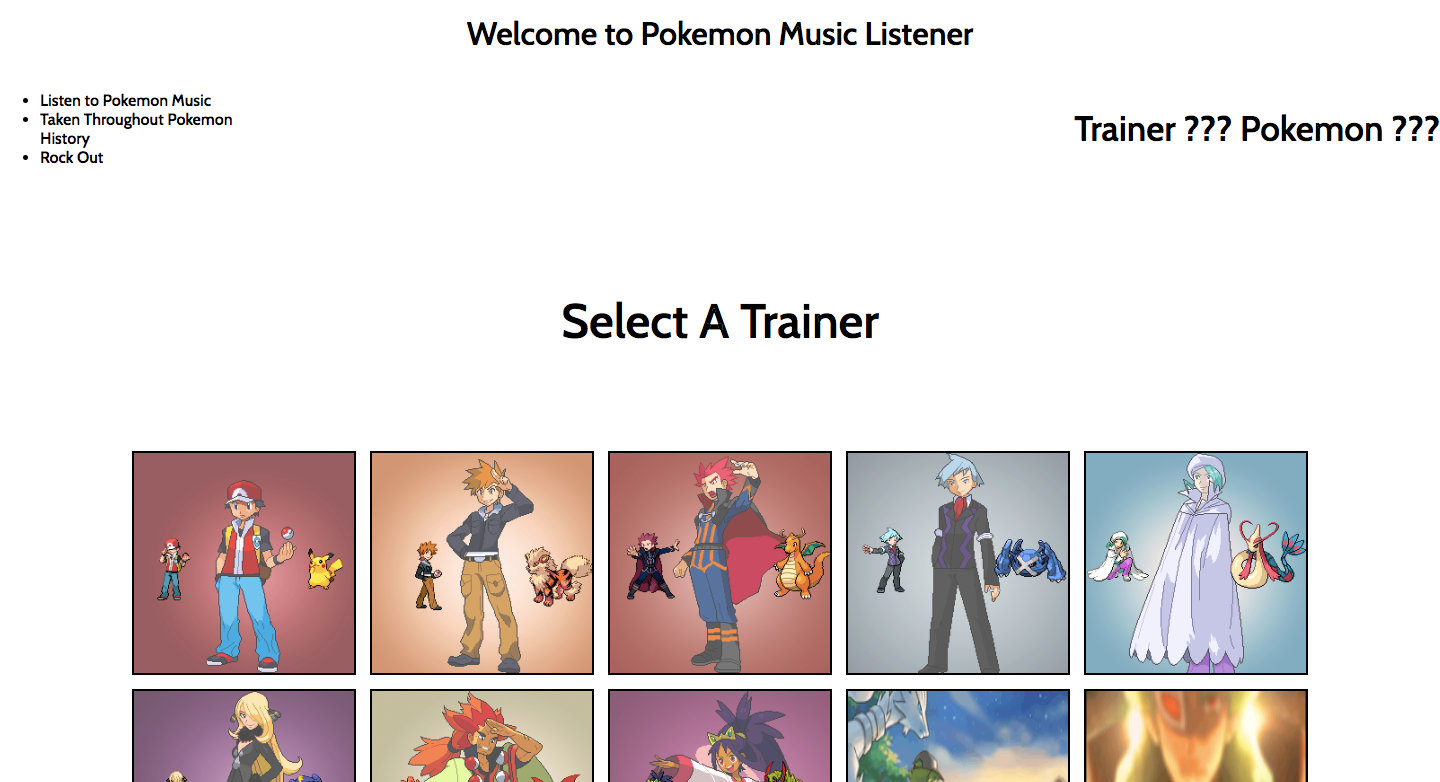 Welcome to Pokemon Music Listener
• Listen to Pokemon Music
• Taken Throughout Pokemon
History
• Rock Out
Trainer ??? Pokemon ???
Select A Trainer